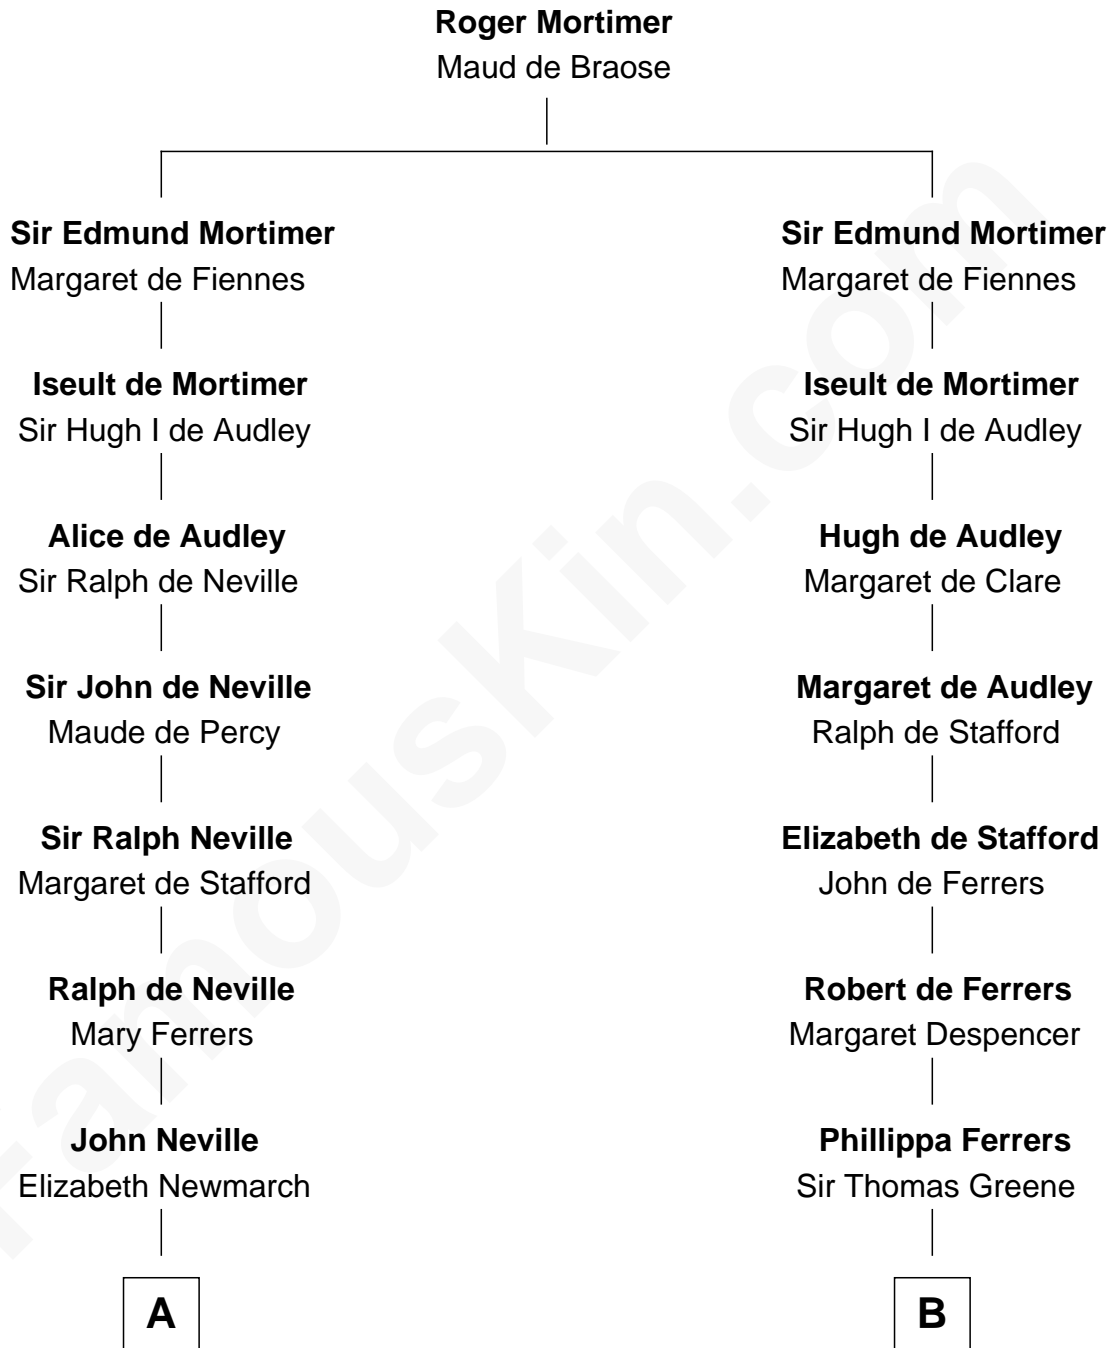 Roger Mortimer
Maud de Braose
Sir Edmund Mortimer
Margaret de Fiennes
Iseult de Mortimer
Sir Hugh I de Audley
Alice de Audley
Sir Ralph de Neville
Sir John de Neville
Maude de Percy
Sir Ralph Neville
Margaret de Stafford
Ralph de Neville
Mary Ferrers
John Neville
Elizabeth Newmarch
A
Sir Edmund Mortimer
Margaret de Fiennes
Iseult de Mortimer
Sir Hugh I de Audley
Hugh de Audley
Margaret de Clare
Margaret de Audley
Ralph de Stafford
Elizabeth de Stafford
John de Ferrers
Robert de Ferrers
Margaret Despencer
Phillippa Ferrers
Sir Thomas Greene
B
FamousKin.com